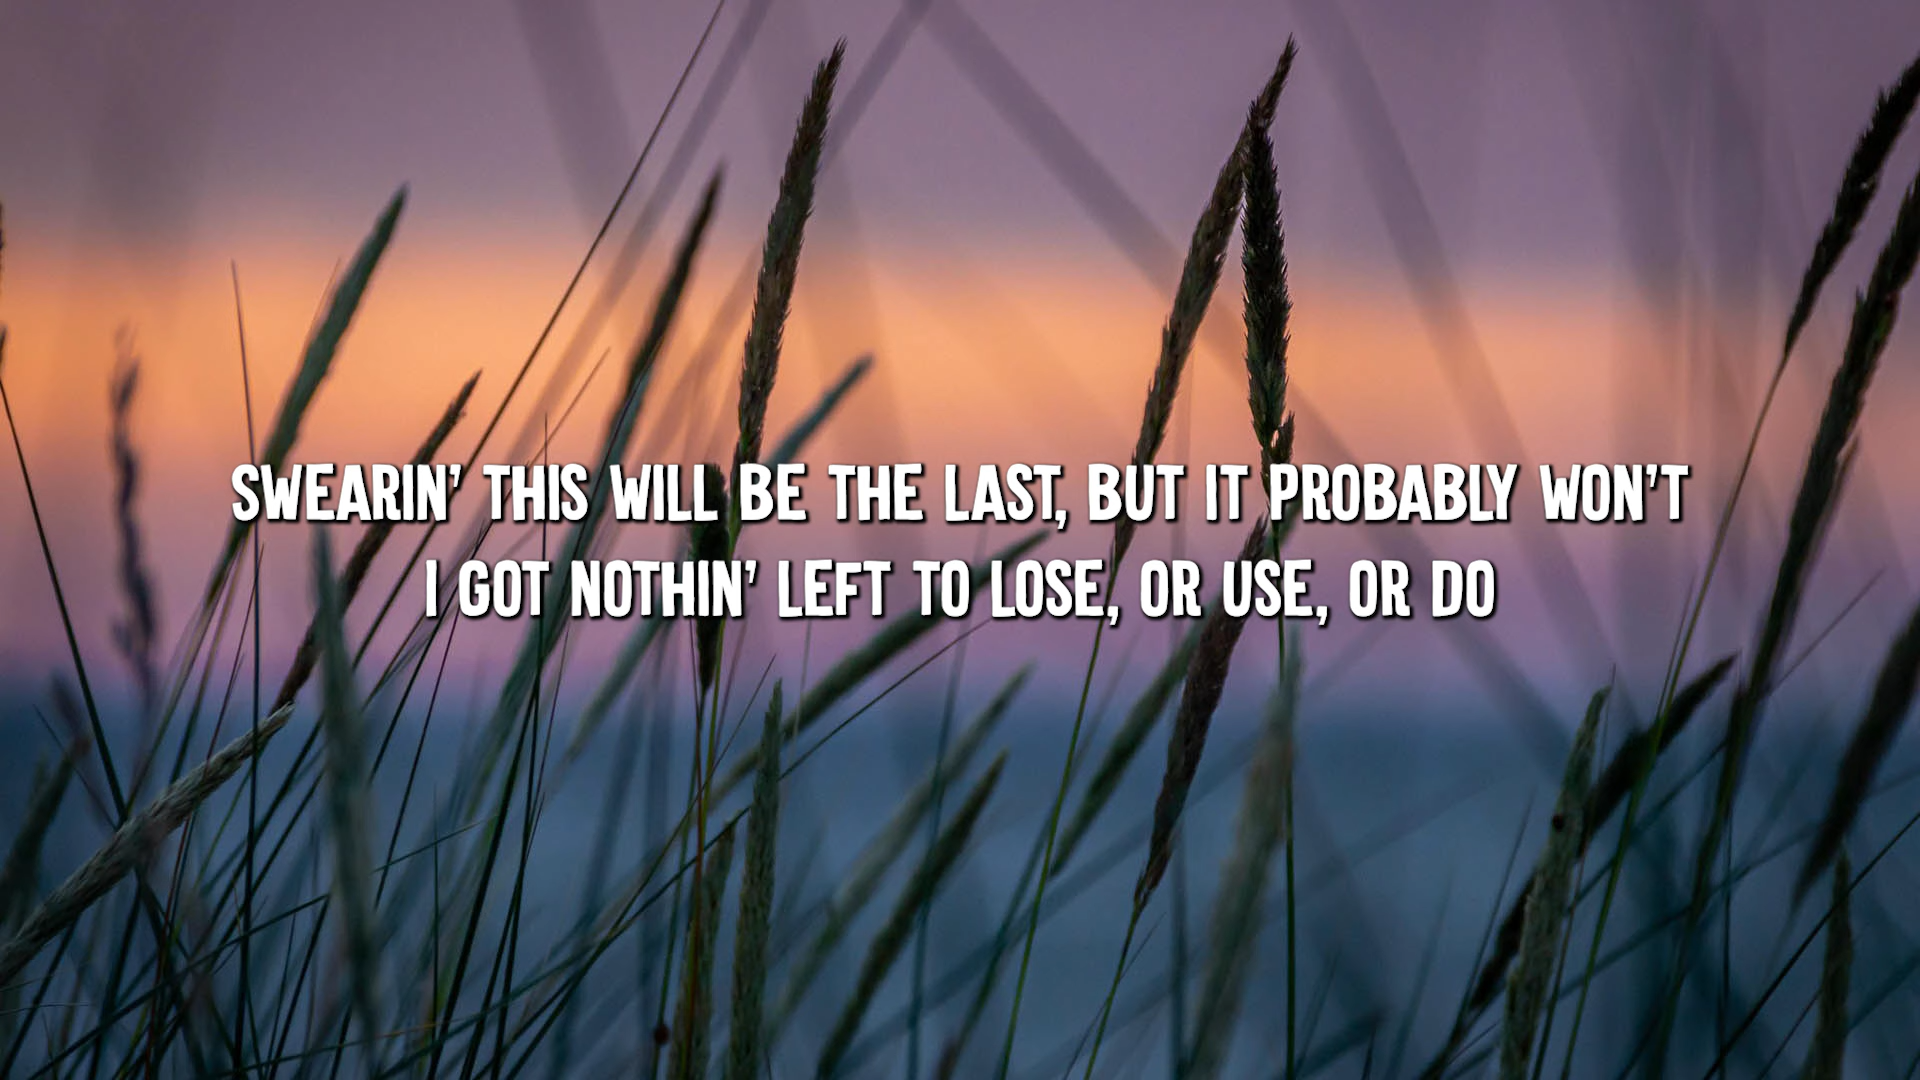 SWEARIN' THIS WILL BE THE LAST, BUT IT PROBABLY WON'T
I GOT NOTHIN' LEFT TO LOSE, OR USE, OR DO